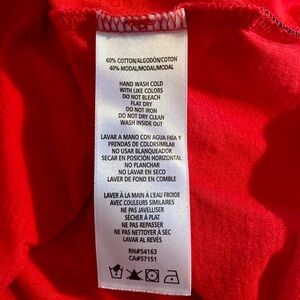 60% COTTON/ALGODÓN/COTON
40% MODAL/MODAL/MODAL
HAND WASH COLD
WITH LIKE COLORS
DO NOT BLEACH
FLAT DRY
DO NOT IRON
DO NOT DRY CLEAN
WASH INSIDE OUT
LAVAR A MANO CON AGUA FRÍA Y
PRENDAS DE COLORSIMILAR
NO USAR BLANQUEADOR
SECAR EN POSICIÓN HORIZONTAL
NO PLANCHAR
NO LAVAR EN SECO
LAVER DE FOND EN COMBLE
LAVER À LA MAIN À L'EAU FROIDE
AVEC COULEURS SIMILAIRES
NE PAS JAVELLISER
SÉCHER À PLAT
NE PAS REPASSER
NE PAS NETTOYER À SEC
LAVER AL REVÉS
RN#54163
CA#57151